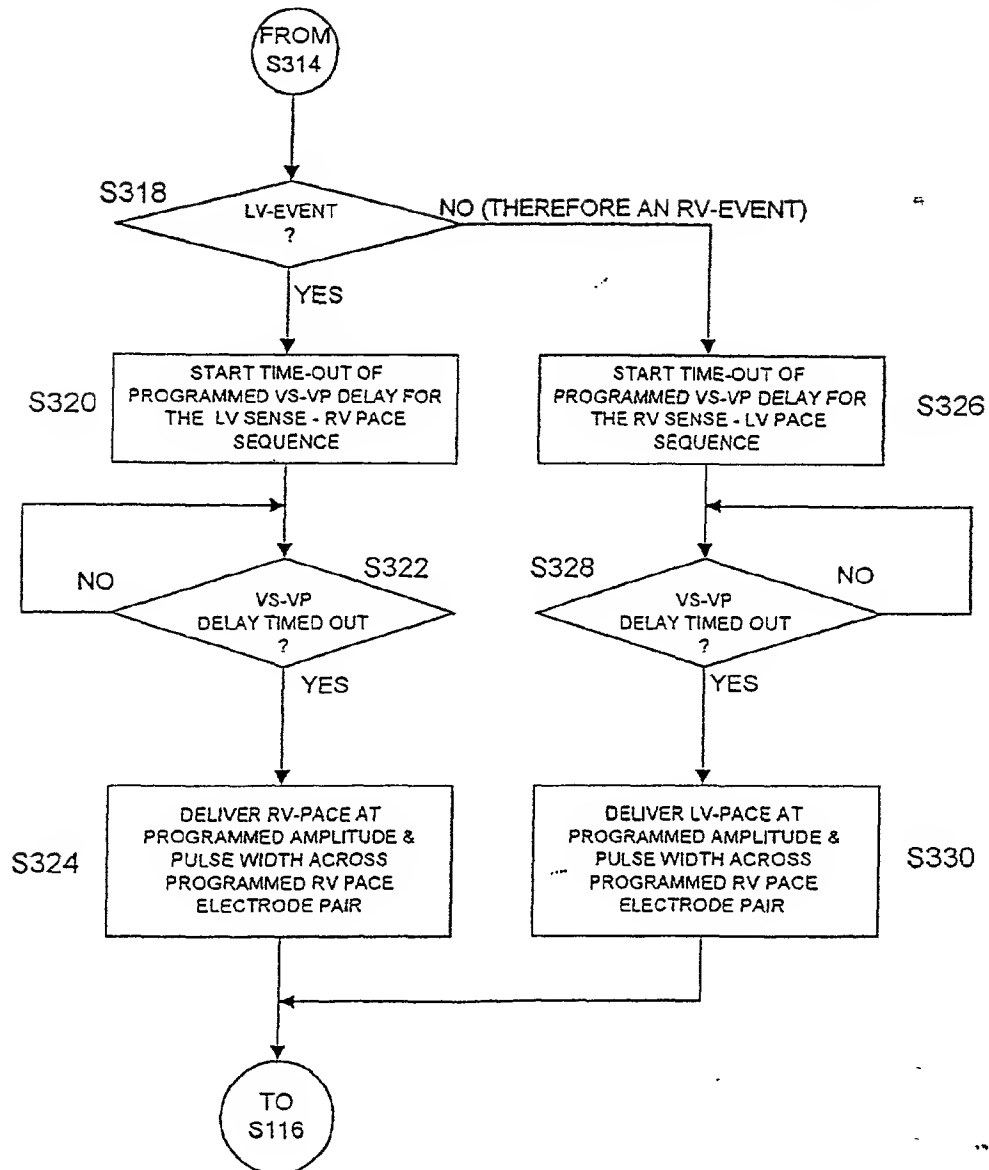 FROM
S314
S318
LV-EVENT
?
NO (THEREFORE AN RV-EVENT)
YES
S320
START TIME-OUT OF
PROGRAMMED VS-VP DELAY FOR
THE LV SENSE - RV PACE
SEQUENCE
START TIME-OUT OF
PROGRAMMED VS-VP DELAY FOR
THE RV SENSE - LV PACE
SEQUENCE
S326
NO
S322
VS-VP
DELAY TIMED OUT
?
YES
S328
VS-VP
DELAY TIMED OUT
?
NO
YES
S324
DELIVER RV-PACE AT
PROGRAMMED AMPLITUDE &
PULSE WIDTH ACROSS
PROGRAMMED RV PACE
ELECTRODE PAIR
DELIVER LV-PACE AT
PROGRAMMED AMPLITUDE &
PULSE WIDTH ACROSS
PROGRAMMED RV PACE
ELECTRODE PAIR
S330
TO
S116